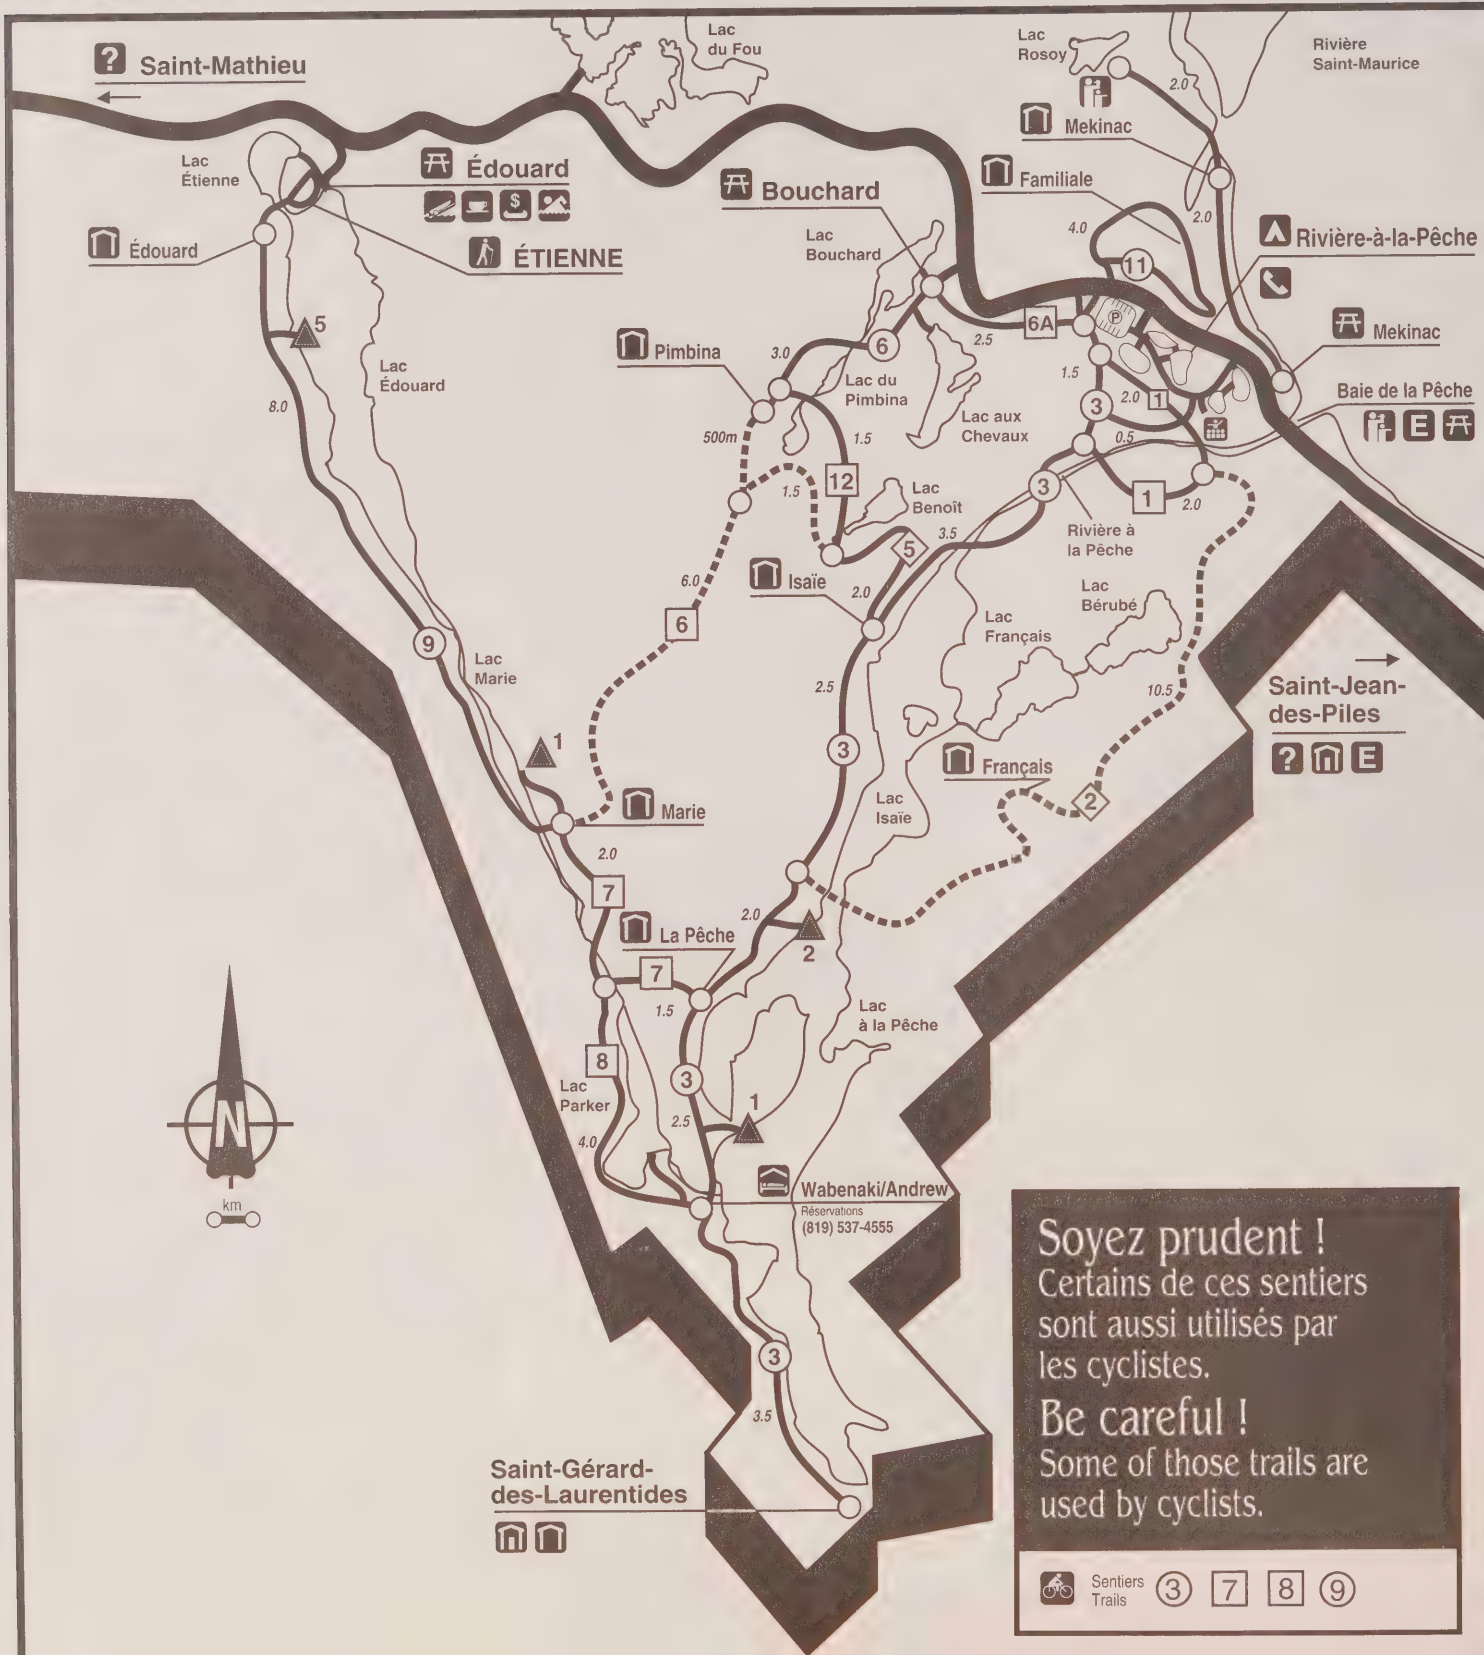 ? Saint-Mathieu
Lac
du Fou
Lac
Rosoy
2.0
Rivière
Saint-Maurice
Mekinac
Lac
Étienne
Édouard
$
Bouchard
Familiale
4.0
2.0
Édouard
ÉTIENNE
Lac
Bouchard
11
Rivière-à-la-Pêche
5
Lac
Édouard
8.0
Pimbina
3.0
6
2.5
6A
P
Mekinac
Lac du
Pimbina
1.5
3
2.0
1
Baie de la Pêche
E
500m
1.5
Lac aux
Chevaux
0.5
1.5
12
Lac
Benoît
3
1
2.0
3.5
Rivière à
la Pêche
5
6.0
Isaïe
2.0
6
Lac
Bérubé
Lac
Français
9
Lac
Marie
2.5
10.5
Saint-Jean-
des-Piles
? E
1
3
Français
2
Marie
Lac
Isaïe
2.0
7
La Pêche
2.0
2
7
1.5
Lac
à la Pêche
8
Lac
Parker
3
1
2.5
4.0
N
km
Wabenaki/Andrew
Réservations
(819) 537-4555
3
3.5
Saint-Gérard-
des-Laurentides
Soyez prudent !
Certains de ces sentiers
sont aussi utilisés par
les cyclistes.
Be careful !
Some of those trails are
used by cyclists.
Sentiers
Trails
3 7 8 9